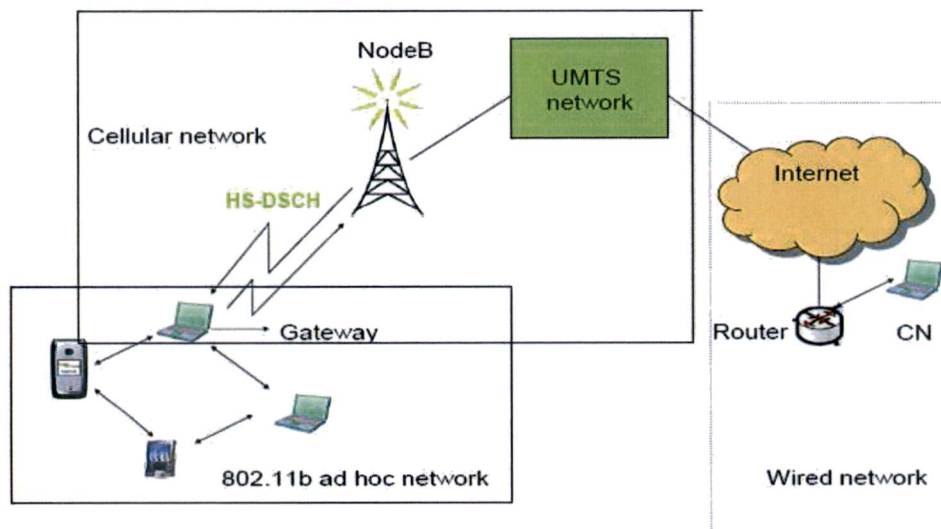 NodeB
UMTS
network
Cellular network
HS-DSCH
Internet
Gateway
Router
CN
802.11b ad hoc network
Wired network